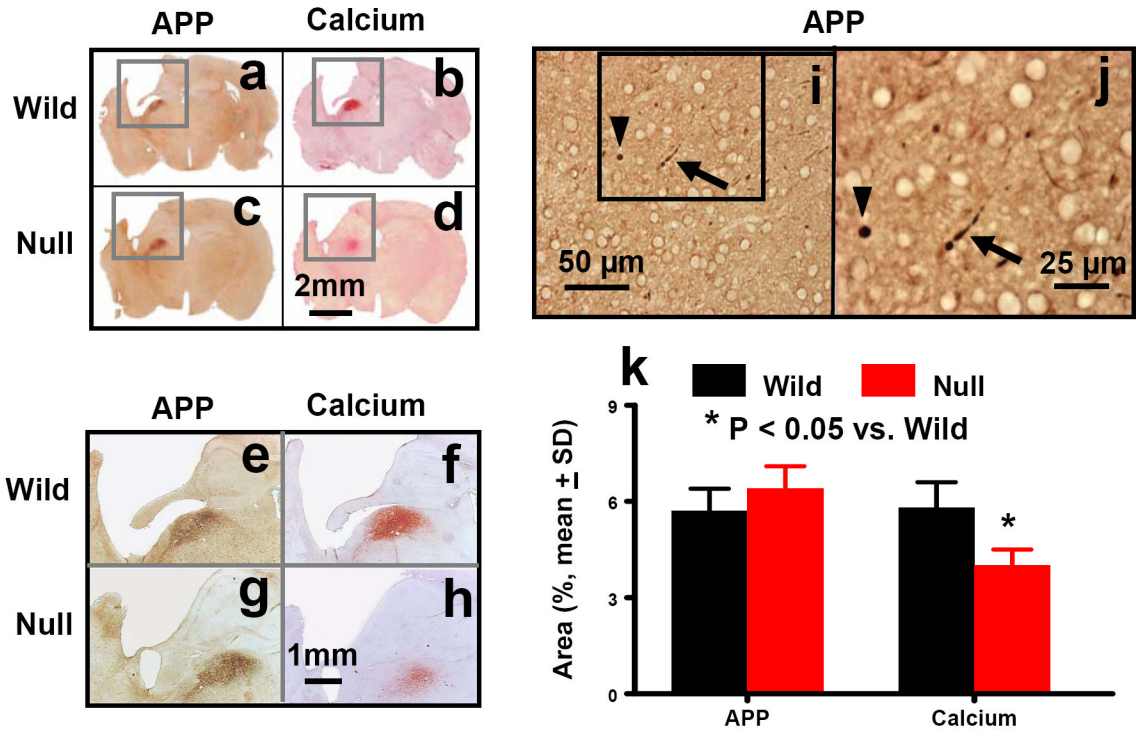 APP Calcium
Wild a b
Null c d
2mm
APP
i j
50 µm 25 µm
APP Calcium
Wild e f
Null g h
1mm
k Wild Null
* P < 0.05 vs. Wild
Area (%, mean ± SD)
9
6
3
0
*
APP Calcium